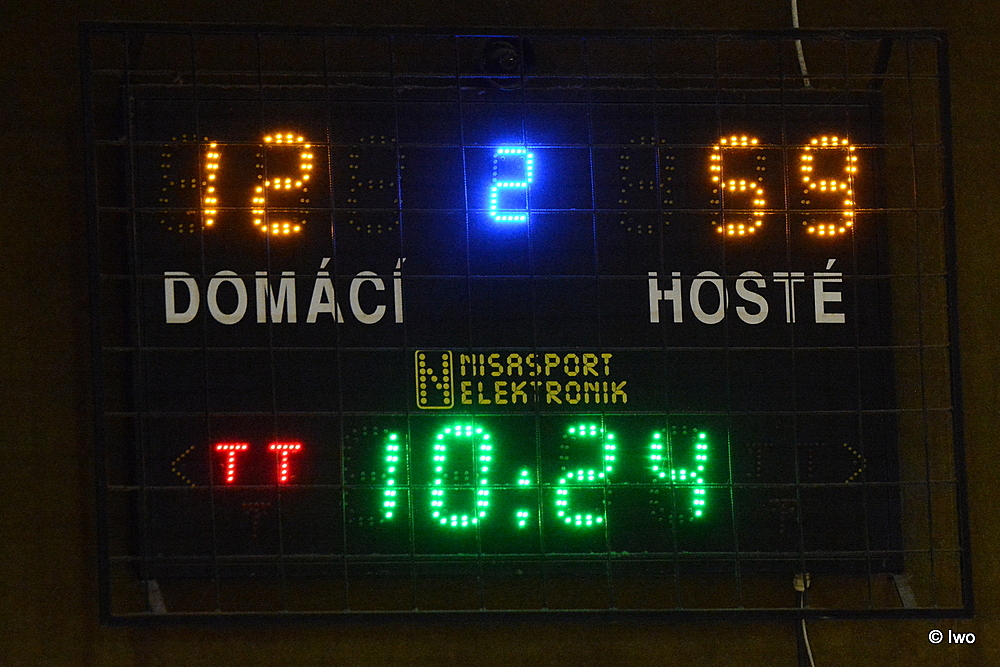 12 2 59
DOMÁCÍ HOSTÉ
N NISASPORT
ELEKTRONIK
TT 10:24
© Iwo